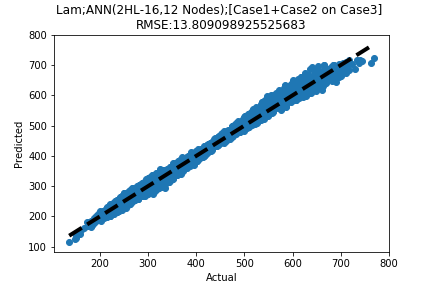 Lam;ANN(2HL-16,12 Nodes);[Case1+Case2 on Case3]
RMSE:13.809098925525683
800
700
600
500
400
300
200
100
Predicted
200 300 400 500 600 700 800
Actual